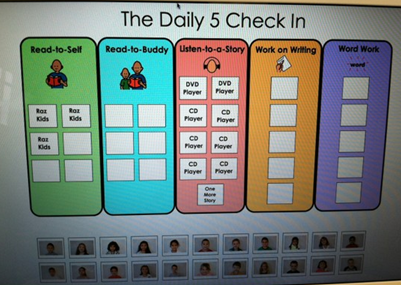 The Daily 5 Check In
Read-to-Self
Read-to-Buddy
Listen-to-a-Story
Work on Writing
Word Work
word
Raz Kids
Raz Kids
Raz Kids
DVD Player
DVD Player
CD Player
CD Player
CD Player
CD Player
CD Player
CD Player
One More Story